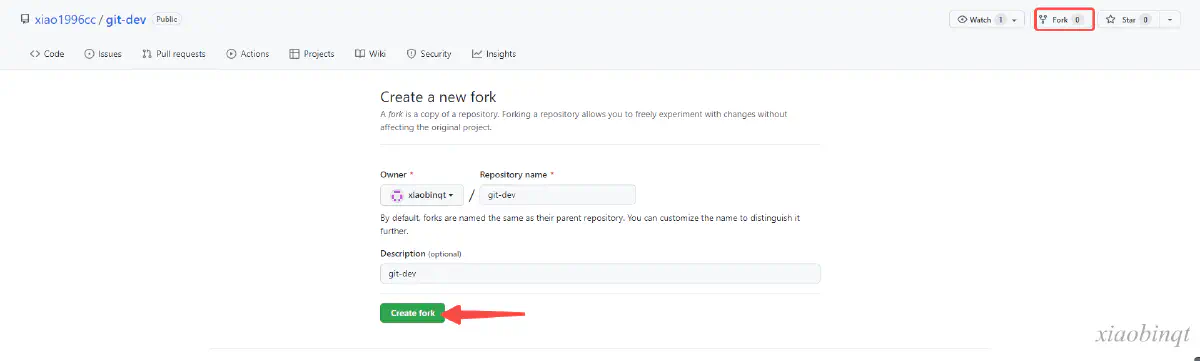 xiao1996cc / git-dev Public Watch 1 Fork 0 Star 0
Code Issues Pull requests Actions Projects Wiki Security Insights
Create a new fork
A fork is a copy of a repository. Forking a repository allows you to freely experiment with changes without
affecting the original project.
Owner * Repository name *
xiaobinqt / git-dev
By default, forks are named the same as their parent repository. You can customize the name to distinguish it
further.
Description (optional)
git-dev
Create fork
xiaobinqt